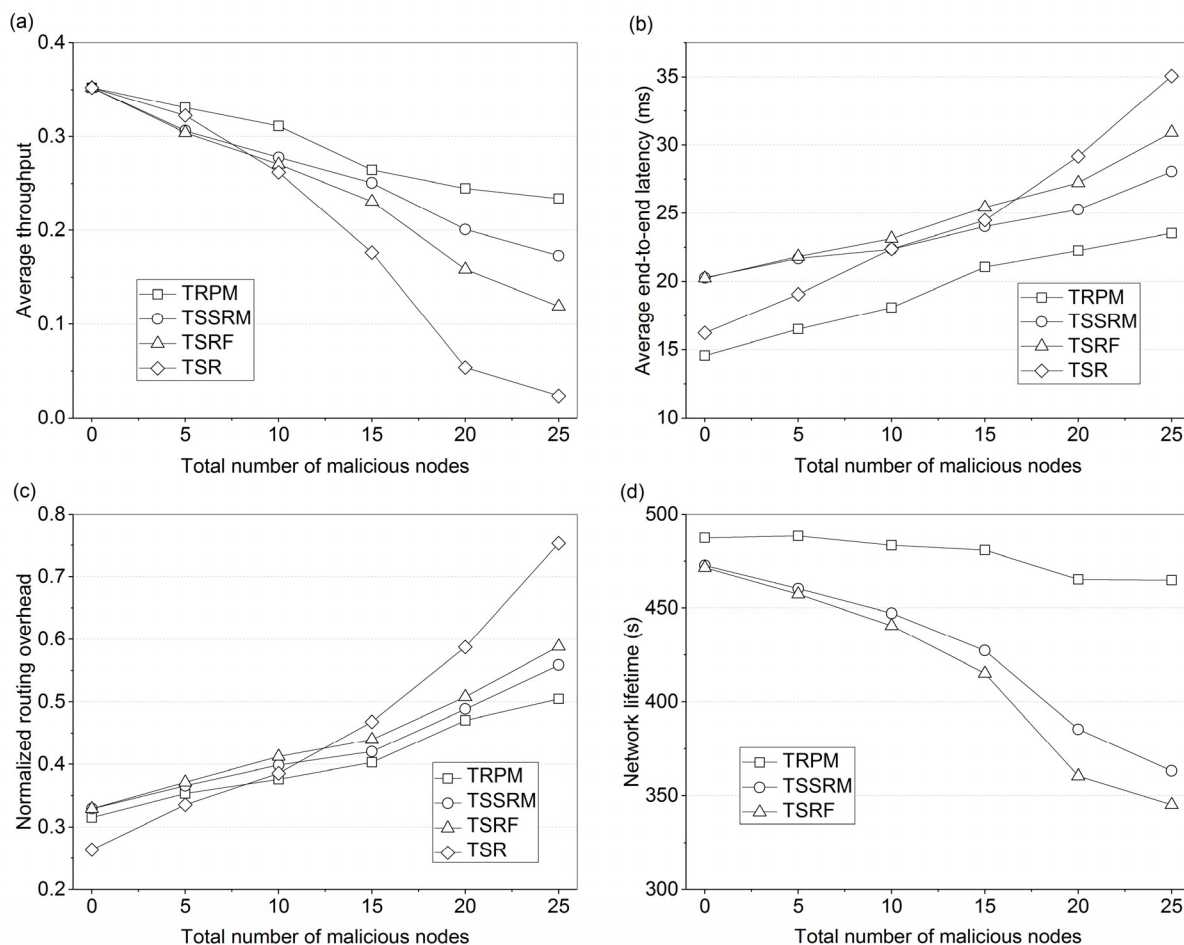 (a)
0.4
0.3
0.2
0.1
0.0
Average throughput
TRPM
TSSRM
TSRF
TSR
0 5 10 15 20 25
Total number of malicious nodes
(b)
35
30
25
20
15
10
Average end-to-end latency (ms)
TRPM
TSSRM
TSRF
TSR
0 5 10 15 20 25
Total number of malicious nodes
(c)
0.8
0.7
0.6
0.5
0.4
0.3
0.2
Normalized routing overhead
TRPM
TSSRM
TSRF
TSR
0 5 10 15 20 25
Total number of malicious nodes
(d)
500
450
400
350
300
Network lifetime (s)
TRPM
TSSRM
TSRF
0 5 10 15 20 25
Total number of malicious nodes